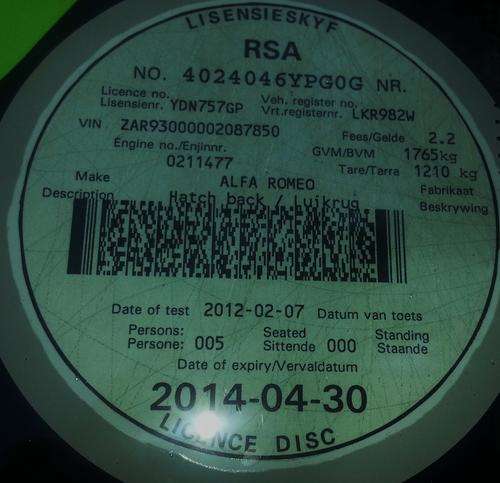 LISENSIESKYF
RSA
NO. 4024046YPG0G NR.
Licence no. Veh. register no.
Lisensienr. YDN757GP Vrt.registernr. LKR982W
VIN ZAR93000002087850 Fees/Gelde 2.2
Engine no./Enjinnr. GVM/BVM 1765kg
0211477 Tare/Tarra 1210 kg
Make ALFA ROMEO Fabrikaat
Description Hatch back / Luikrug Beskrywing
Date of test 2012-02-07 Datum van toets
Persons: Seated Standing
Persone: 005 Sittende 000 Staande
Date of expiry/Vervaldatum
2014-04-30
LICENCE DISC